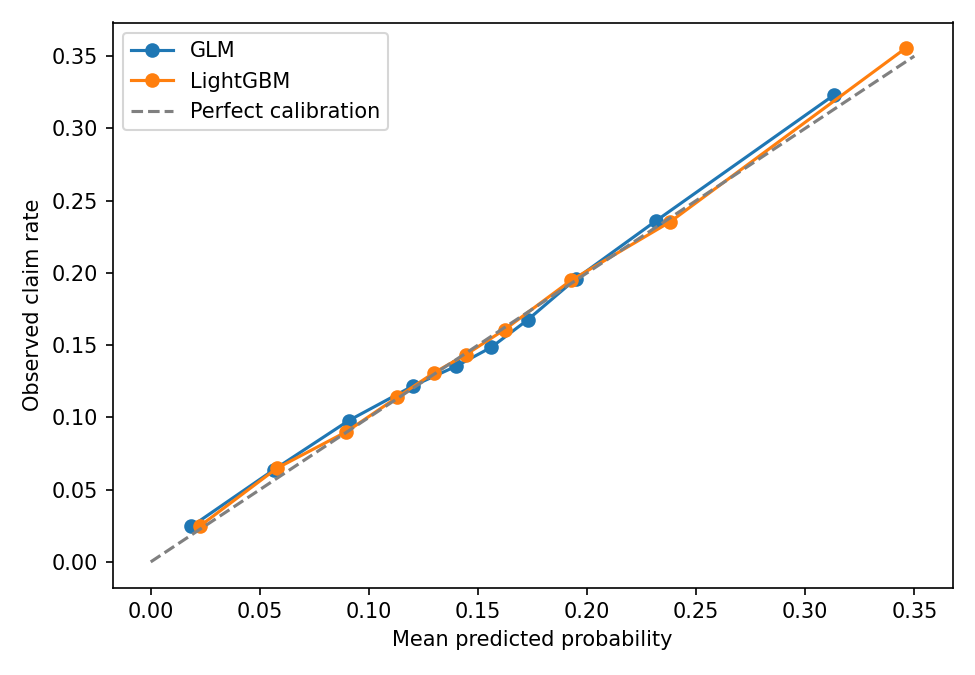 GLM
LightGBM
Perfect calibration
0.35
0.30
0.25
0.20
0.15
0.10
0.05
0.00
Observed claim rate
0.00 0.05 0.10 0.15 0.20 0.25 0.30 0.35
Mean predicted probability